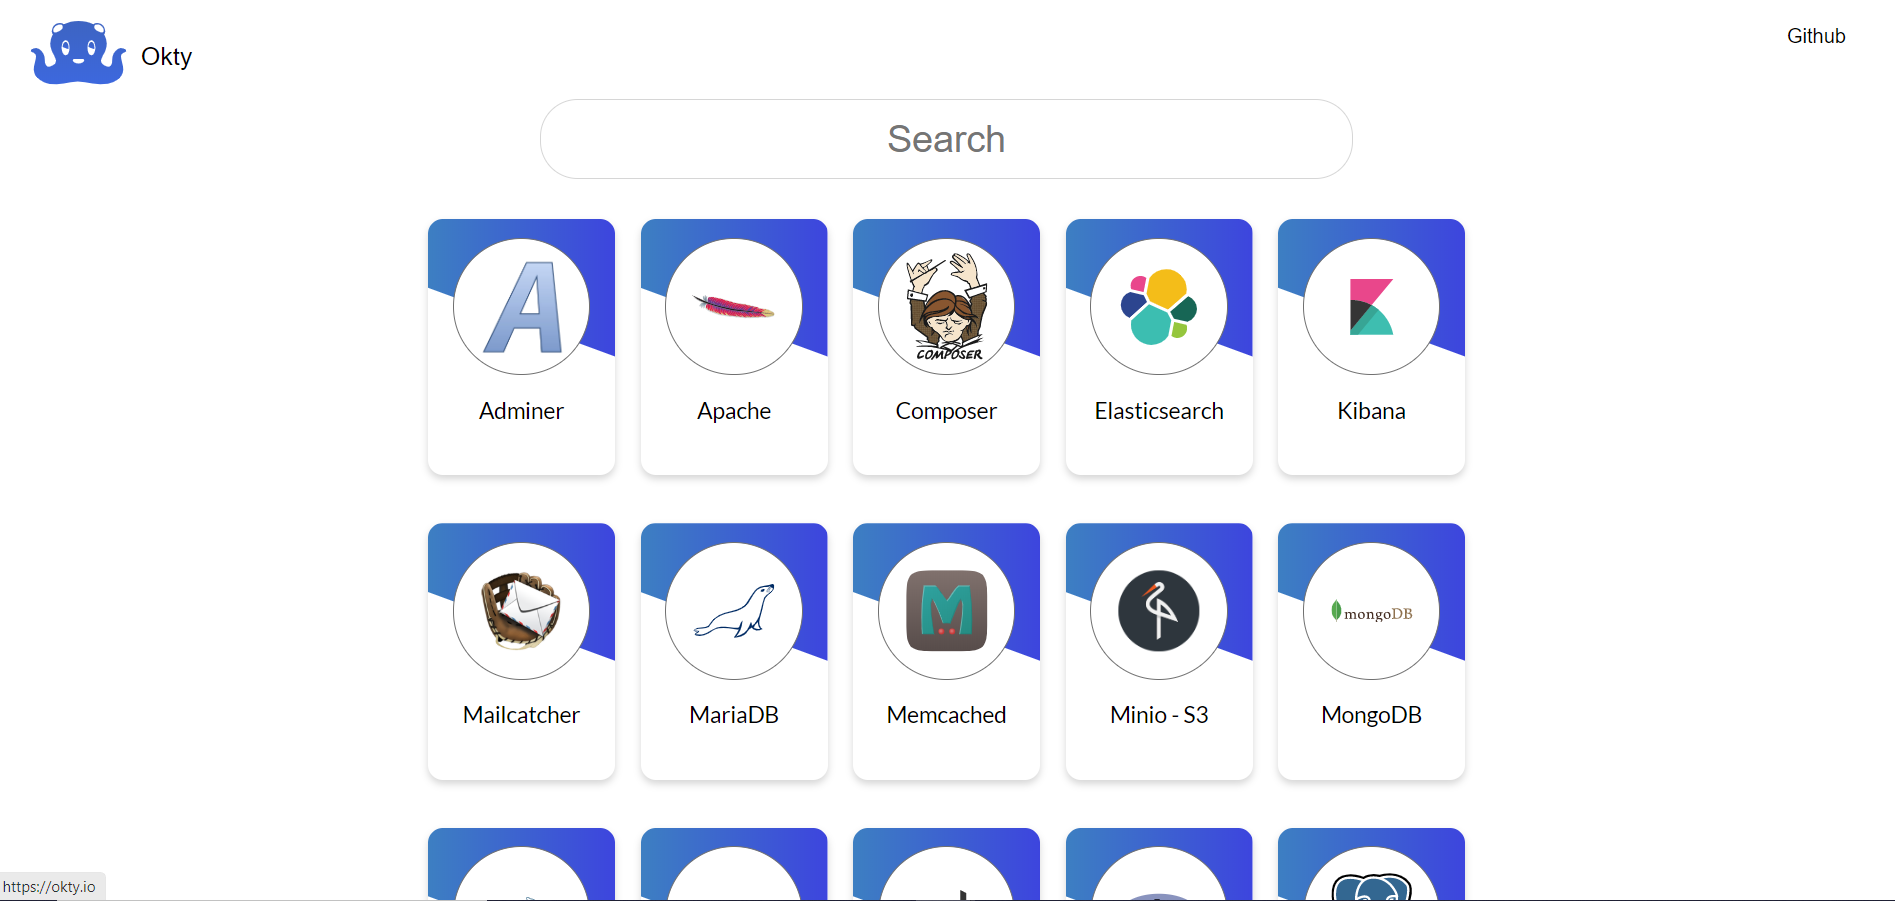 Okty
Github
Search
COMPOSER
Adminer
Apache
Composer
Elasticsearch
Kibana
mongoDB
Mailcatcher
MariaDB
Memcached
Minio - S3
MongoDB
https://okty.io